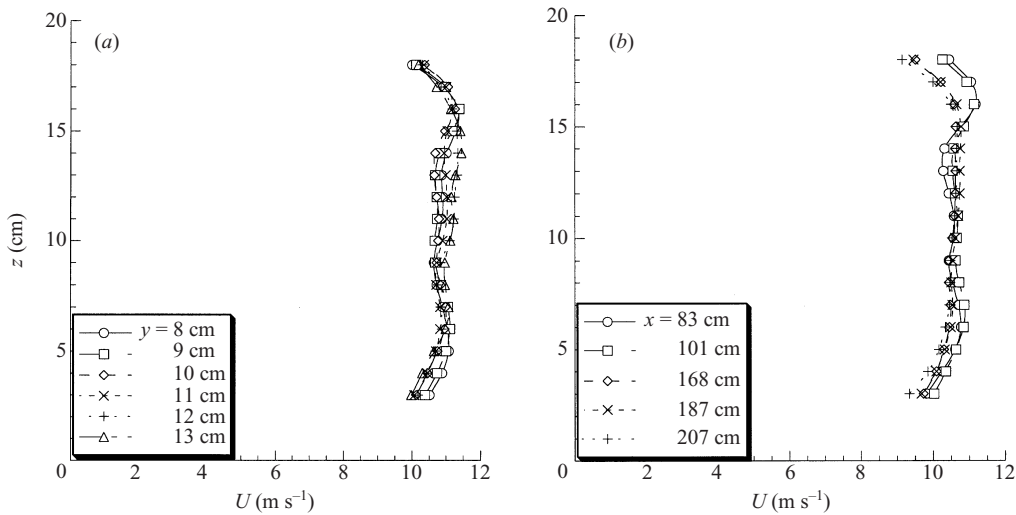 20
(a)
15
10
5
z (cm)
y = 8 cm
9 cm
10 cm
11 cm
12 cm
13 cm
0 2 4 6 8 10 12
U (m s⁻¹)
20
(b)
15
10
5
x = 83 cm
101 cm
168 cm
187 cm
207 cm
0 2 4 6 8 10 12
U (m s⁻¹)